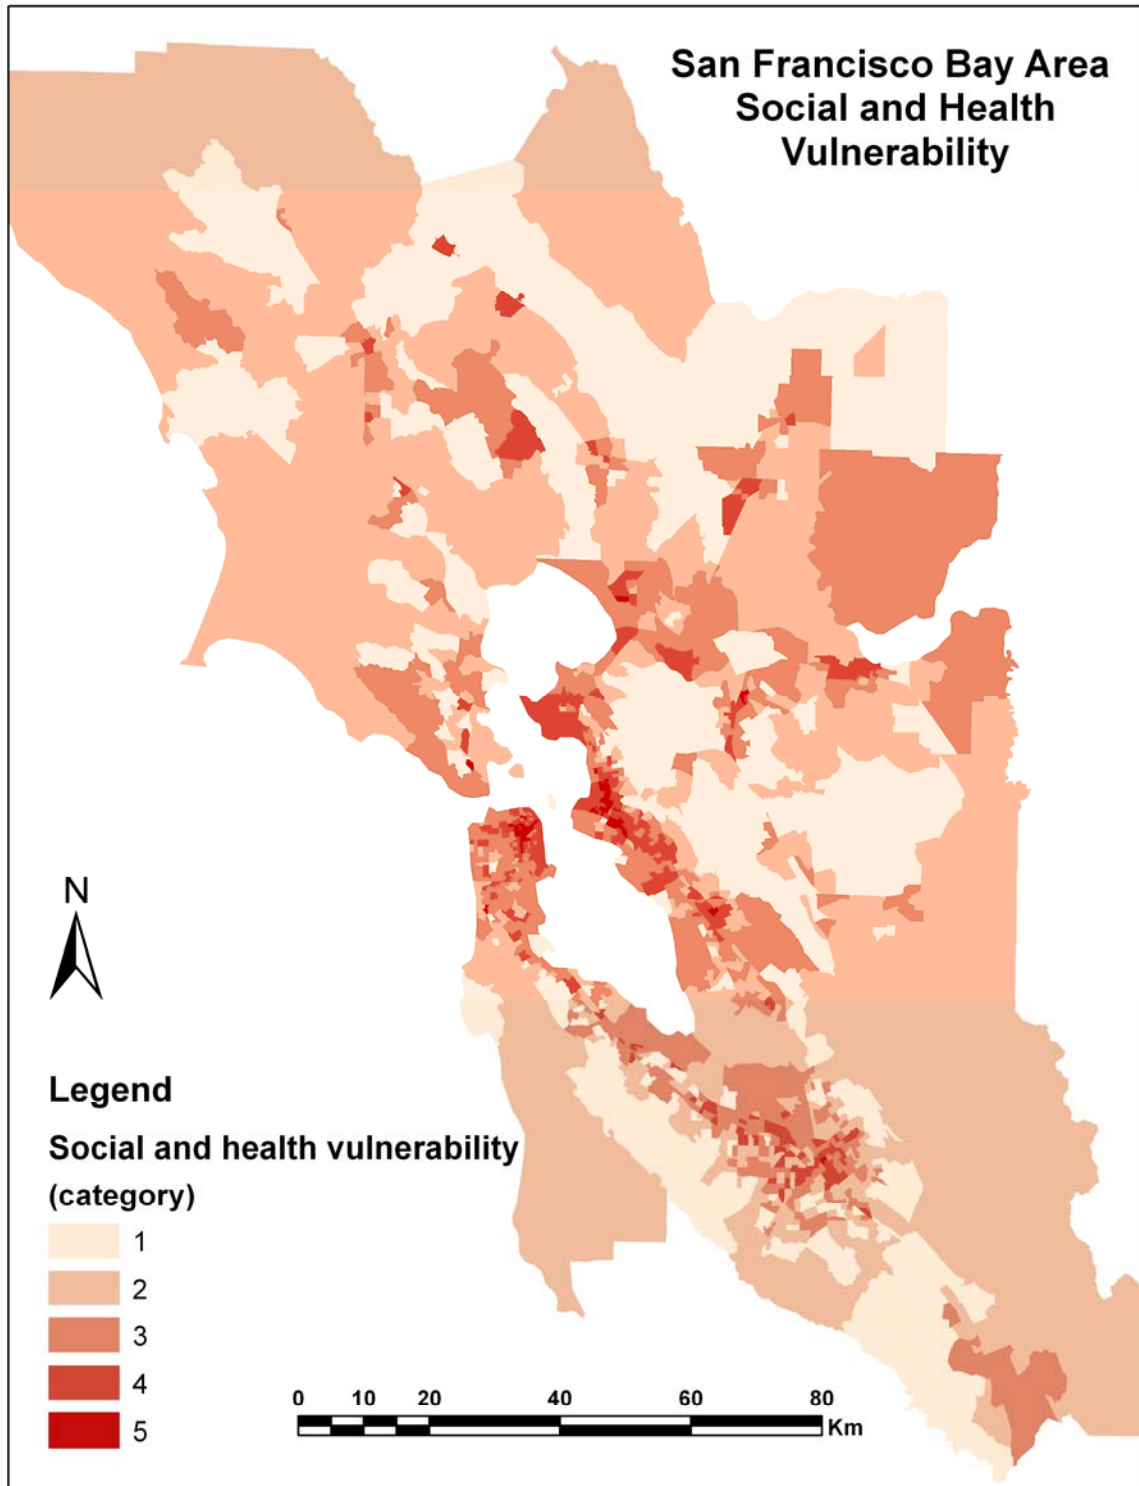 San Francisco Bay Area
Social and Health
Vulnerability
N
Legend
Social and health vulnerability
(category)
1
2
3
4
5
0 10 20 40 60 80
Km